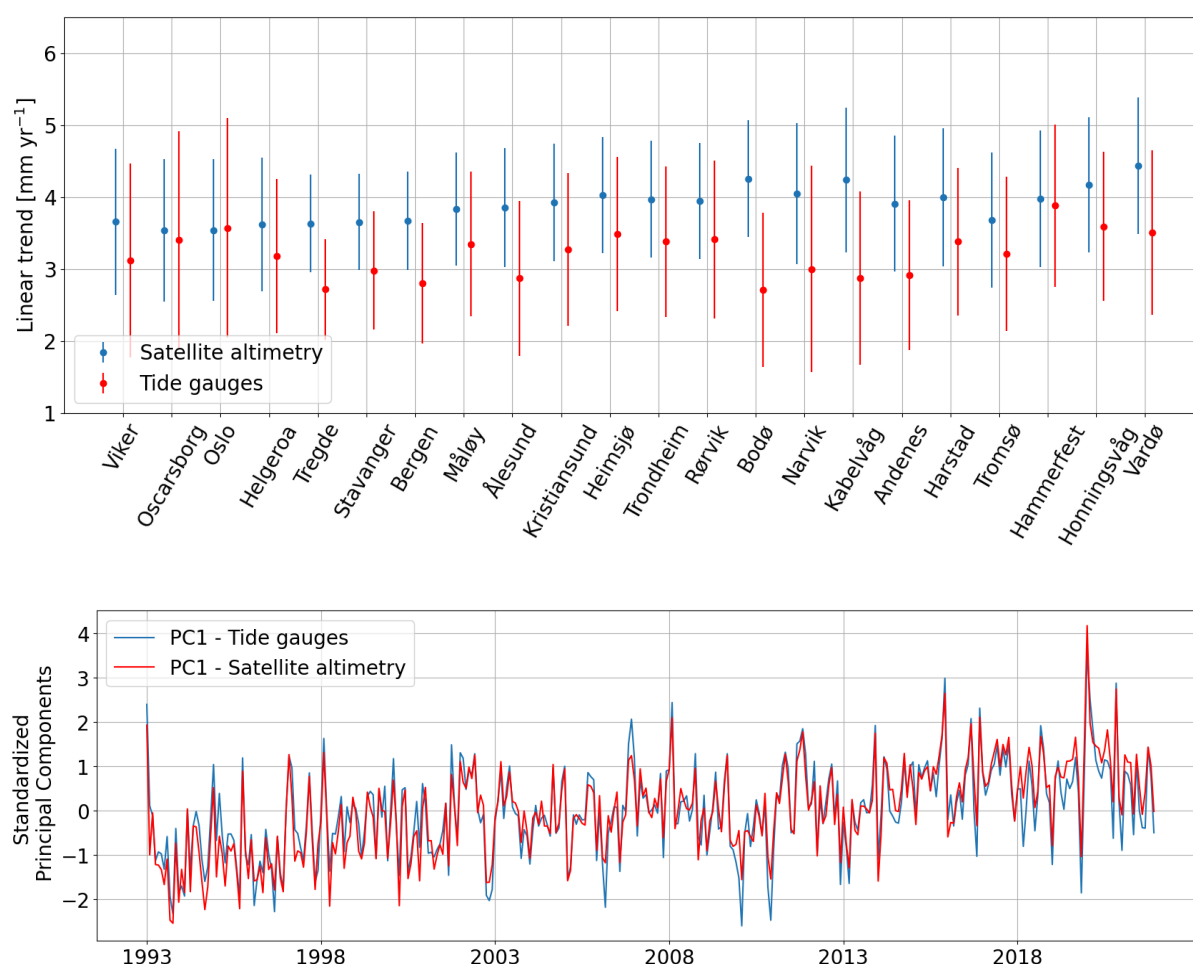 6
5
4
3
2
1
Linear trend [mm yr⁻¹]
Satellite altimetry
Tide gauges
Viker
Oscarsborg
Oslo
Helgeroa
Tregde
Stavanger
Bergen
Måløy
Ålesund
Kristiansund
Heimsjø
Trondheim
Rørvik
Bodø
Narvik
Kabelvåg
Andenes
Harstad
Tromsø
Hammerfest
Honningsvåg
Vardø
PC1 - Tide gauges
PC1 - Satellite altimetry
Standardized
Principal Components
4
3
2
1
0
−1
−2
1993 1998 2003 2008 2013 2018